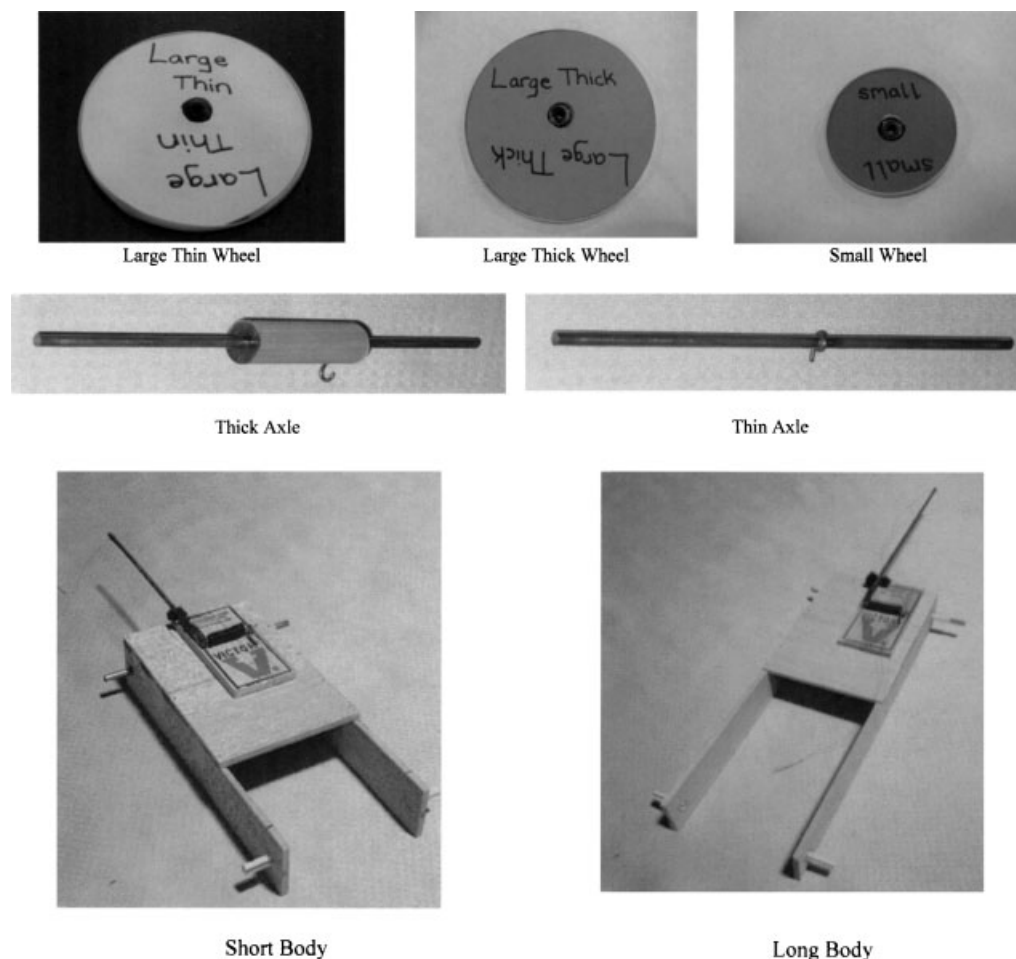 Large
Thin
Thin
Large
Large Thick
Large Thick
small
small
Large Thin Wheel
Large Thick Wheel
Small Wheel
Thick Axle
Thin Axle
VICTOR
V
VICTOR
V
Short Body
Long Body